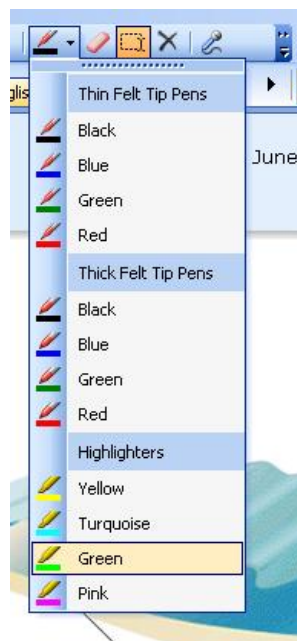 glis
June
Thin Felt Tip Pens
Black
Blue
Green
Red
Thick Felt Tip Pens
Black
Blue
Green
Red
Highlighters
Yellow
Turquoise
Green
Pink